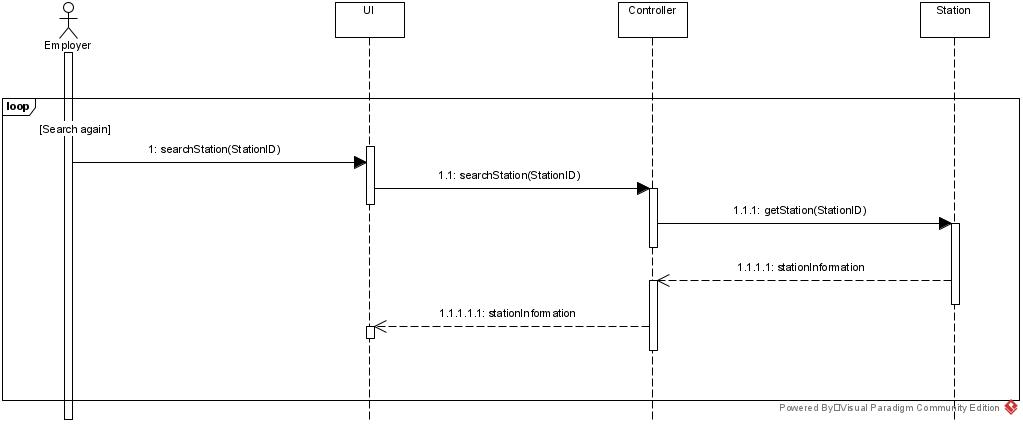 UI
Controller
Station
Employer
loop
[Search again]
1: searchStation(StationID)
1.1: searchStation(StationID)
1.1.1: getStation(StationID)
1.1.1.1: stationInformation
1.1.1.1.1: stationInformation
Powered By Visual Paradigm Community Edition